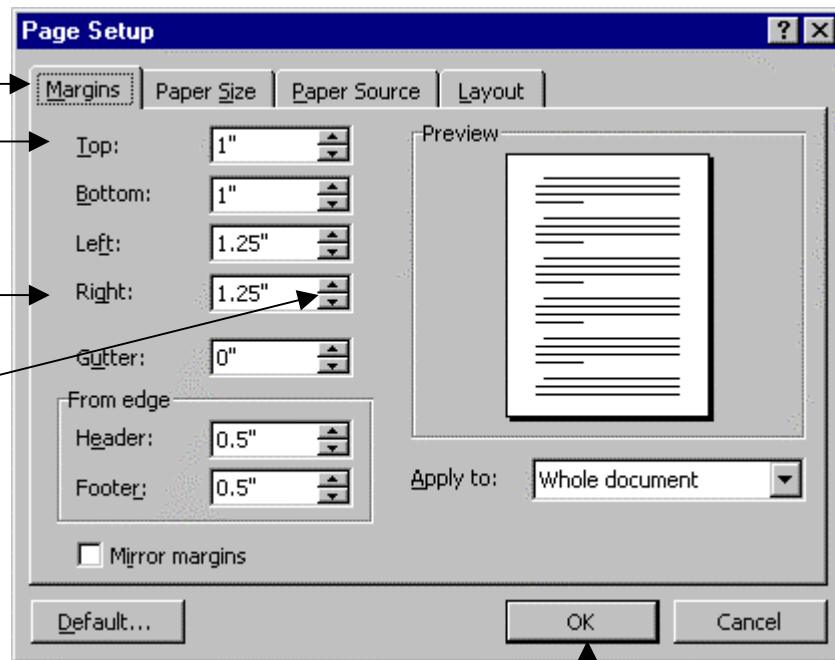 Page Setup
Margins Paper Size Paper Source Layout
Top: 1"
Bottom: 1"
Left: 1.25"
Right: 1.25"
Gutter: 0"
From edge
Header: 0.5"
Footer: 0.5"
Mirror margins
Preview
Apply to: Whole document
Default... OK Cancel